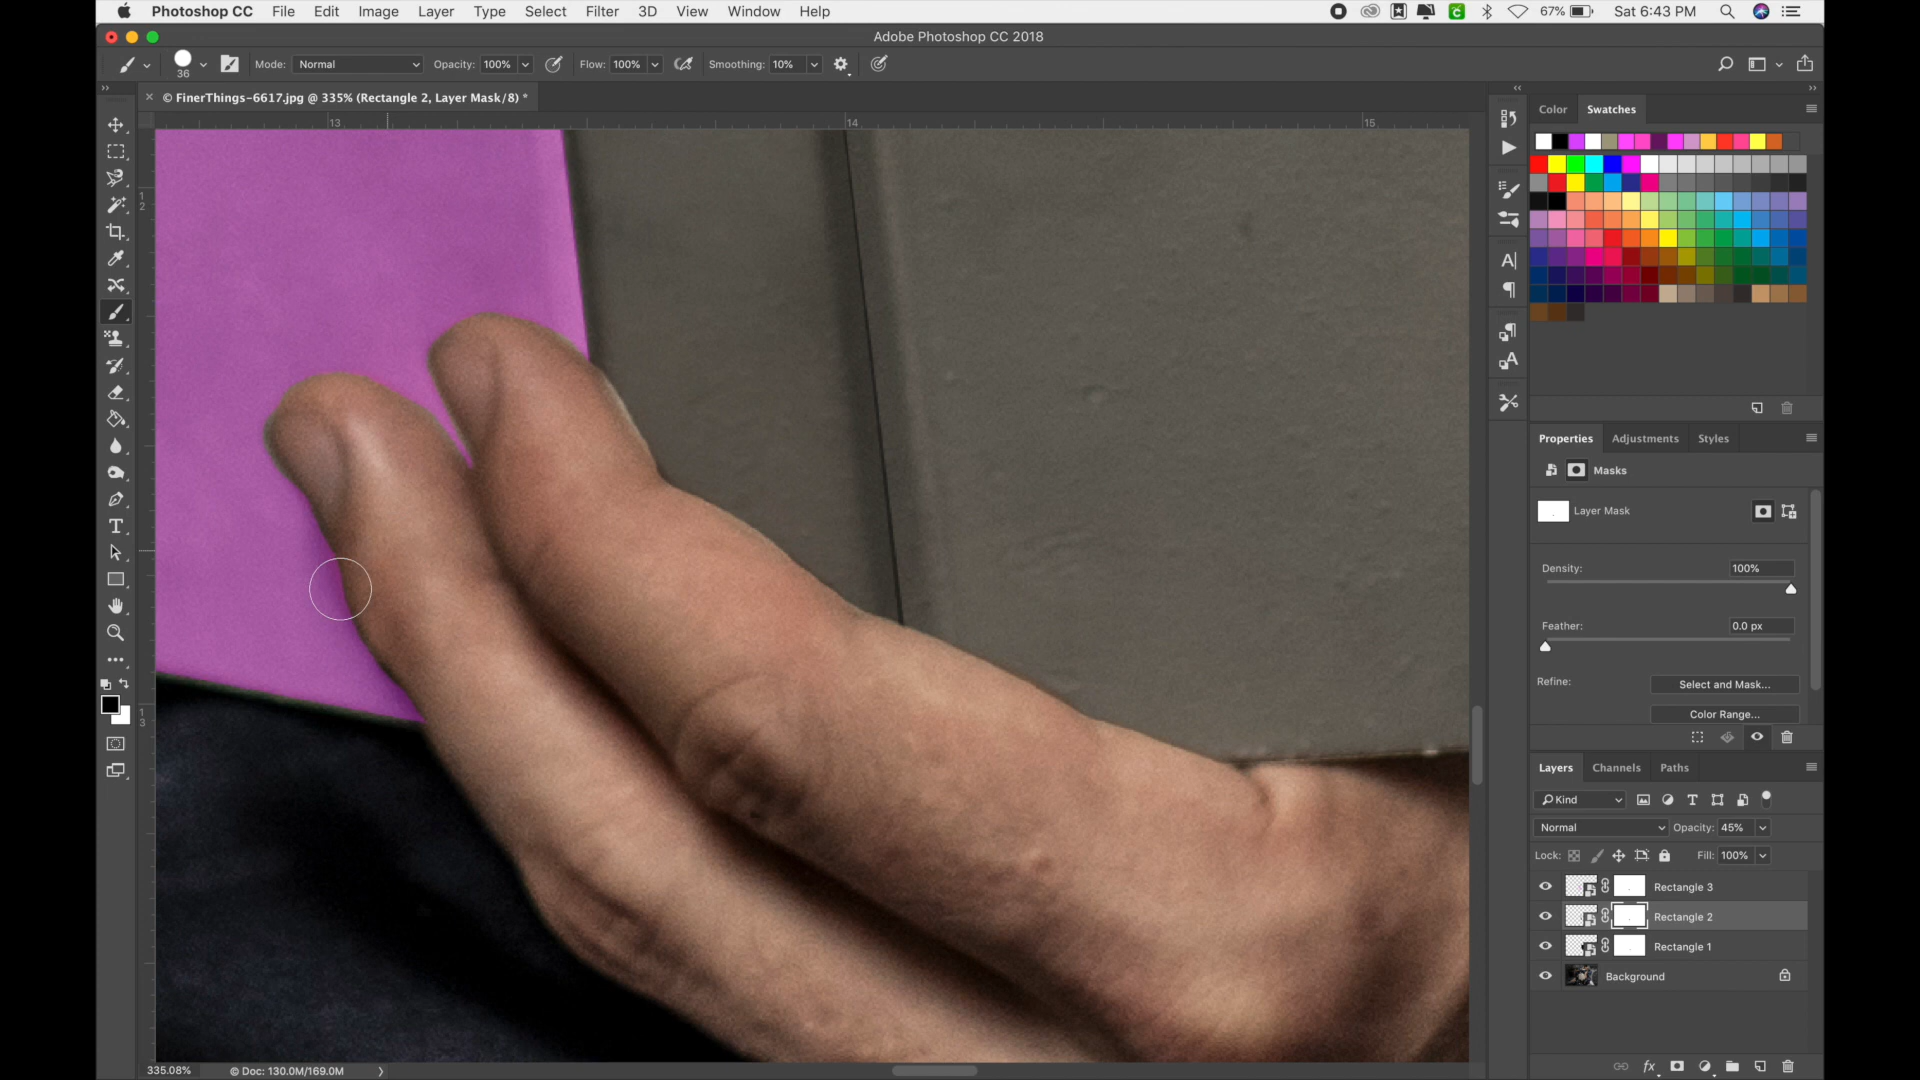 Photoshop CC File Edit Image Layer Type Select Filter 3D View Window Help 67% Sat 6:43 PM
Adobe Photoshop CC 2018
36 Mode: Normal Opacity: 100% Flow: 100% Smoothing: 10%
© FinerThings-6617.jpg @ 335% (Rectangle 2, Layer Mask/8) *
13 14 15
Color Swatches
12
13
Properties Adjustments Styles
Masks
Layer Mask
Density: 100%
Feather: 0.0 px
Refine: Select and Mask...
Color Range...
Layers Channels Paths
Kind
Normal Opacity: 45%
Lock: Fill: 100%
Rectangle 3
Rectangle 2
Rectangle 1
Background
335.08% © Doc: 130.0M/169.0M